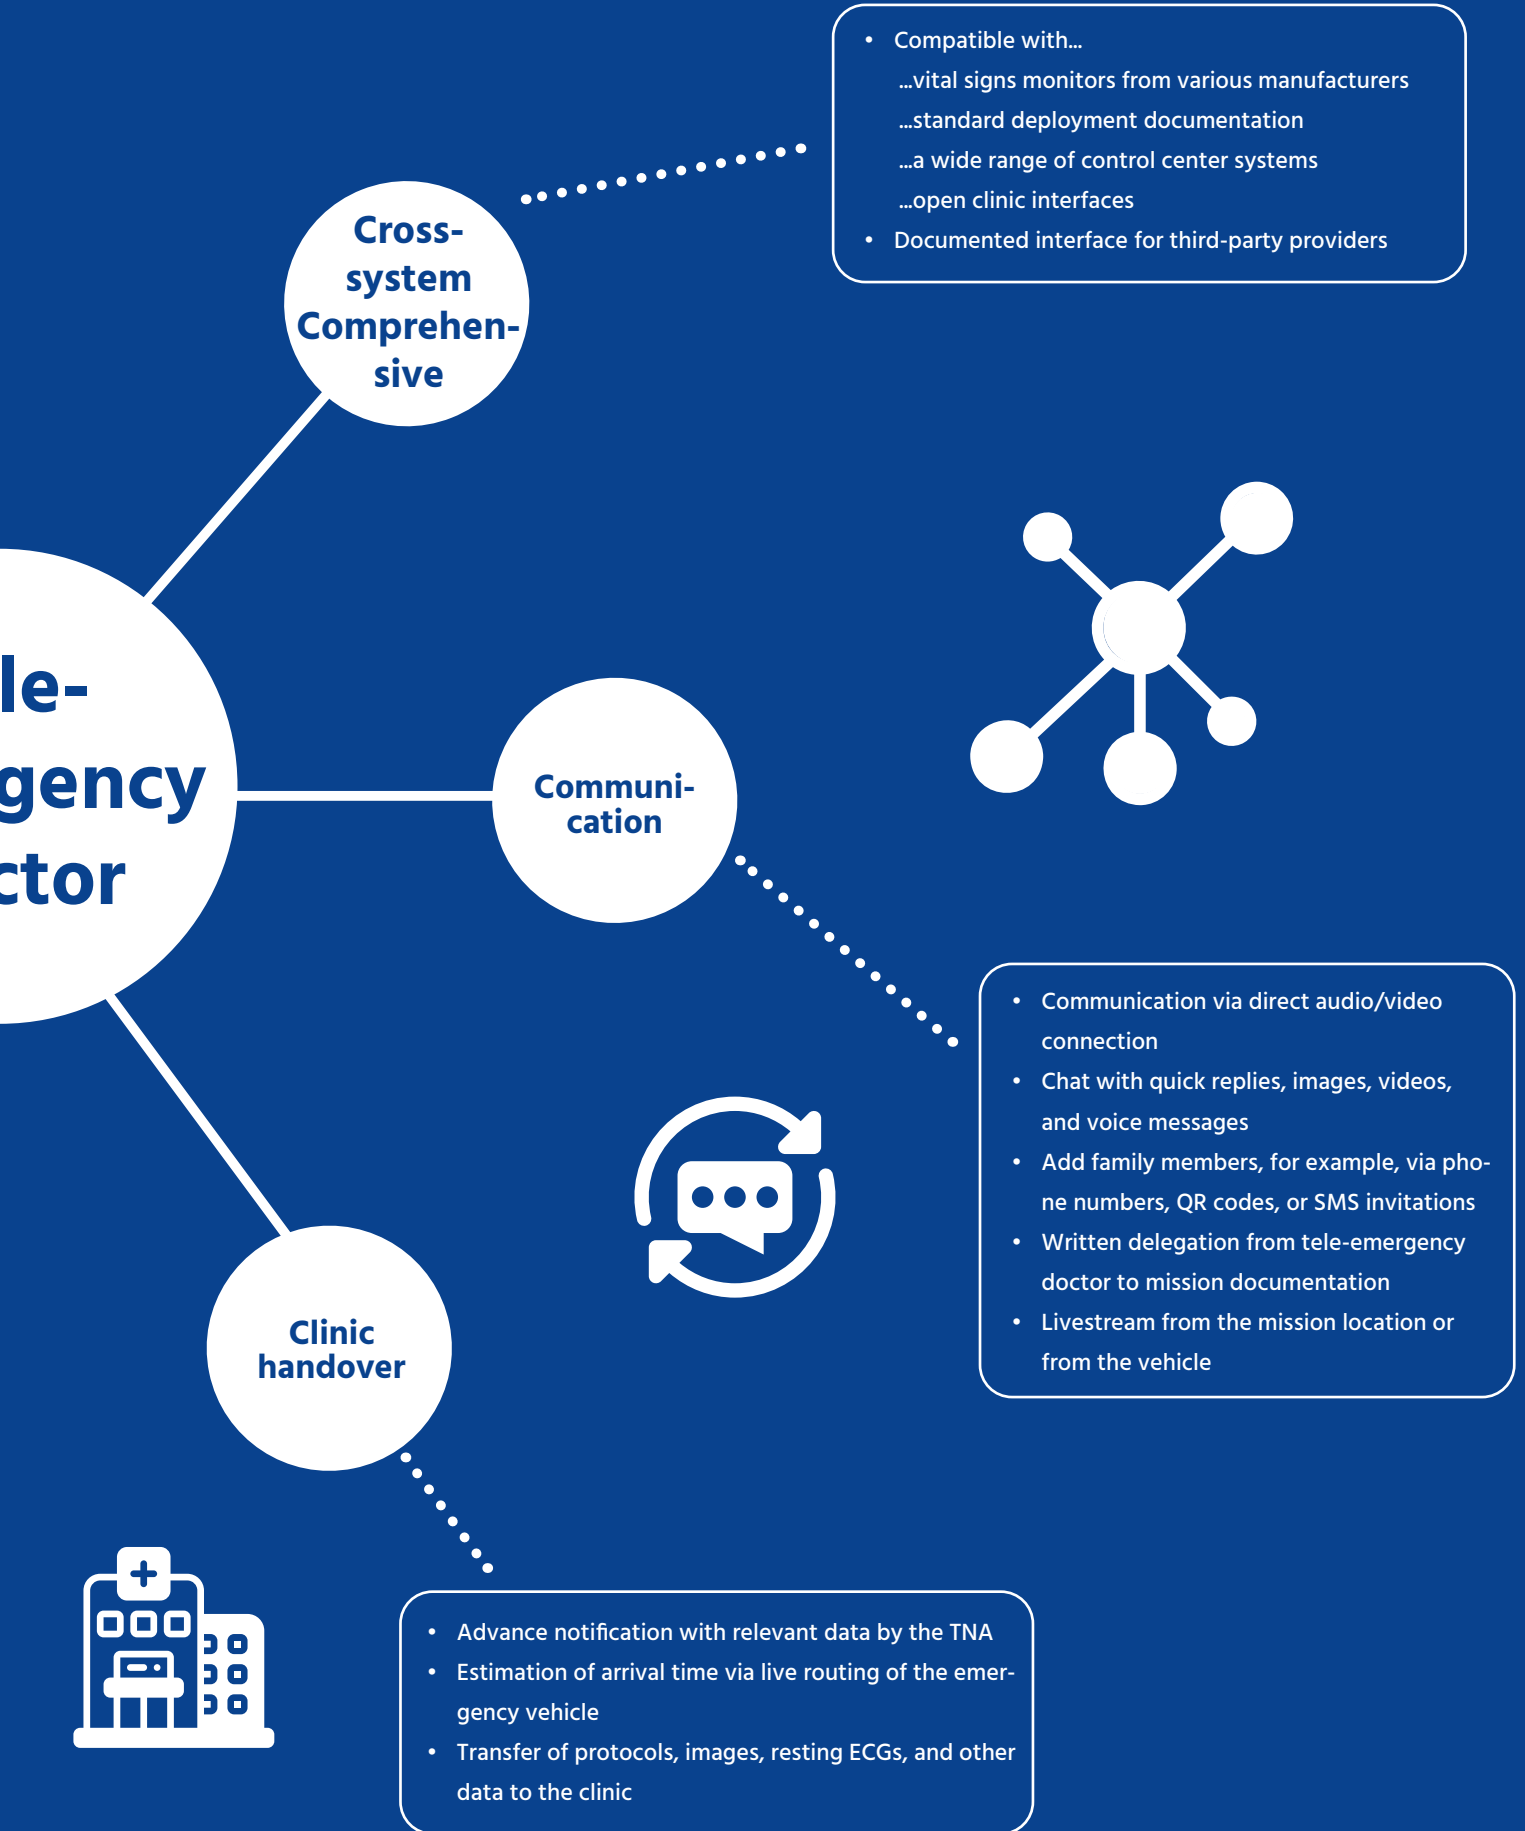 • Compatible with...
...vital signs monitors from various manufacturers
...standard deployment documentation
...a wide range of control center systems
...open clinic interfaces
• Documented interface for third-party providers
Cross-
system
Comprehen-
sive
le-
gency
ctor
Communi-
cation
• Communication via direct audio/video
connection
• Chat with quick replies, images, videos,
and voice messages
• Add family members, for example, via pho-
ne numbers, QR codes, or SMS invitations
• Written delegation from tele-emergency
doctor to mission documentation
• Livestream from the mission location or
from the vehicle
Clinic
handover
• Advance notification with relevant data by the TNA
• Estimation of arrival time via live routing of the emer-
gency vehicle
• Transfer of protocols, images, resting ECGs, and other
data to the clinic